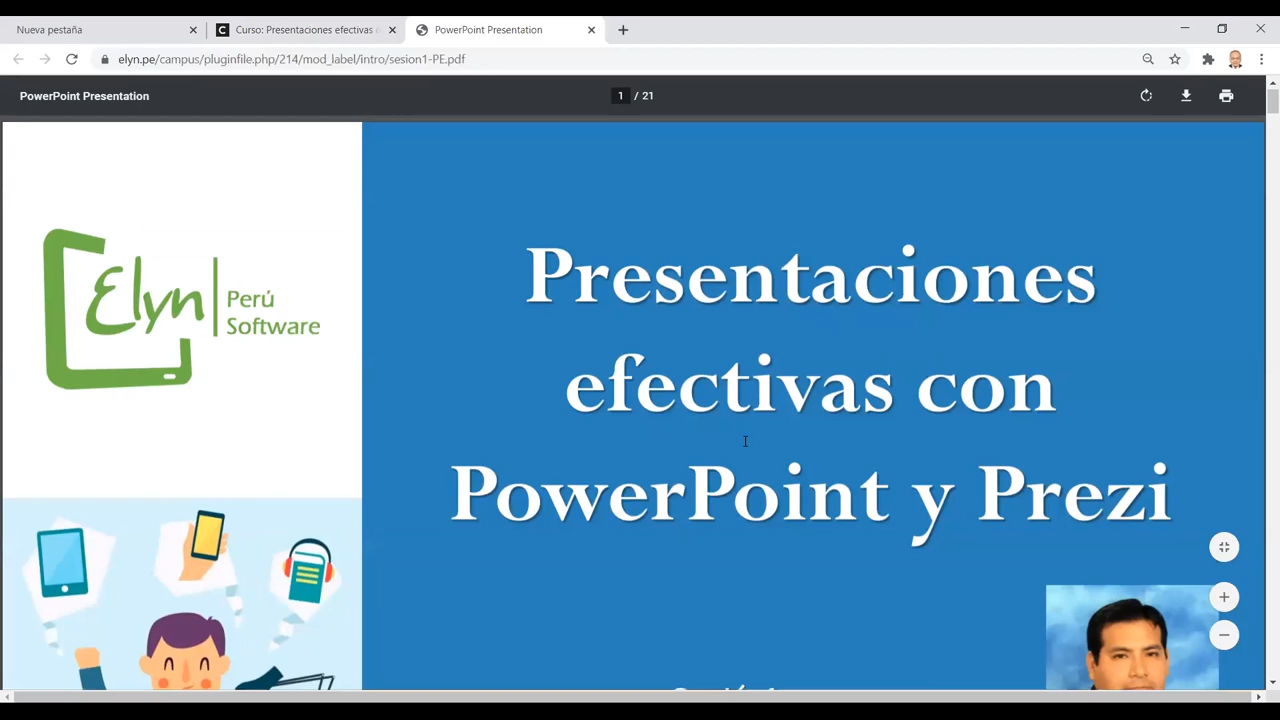 Nueva pestaña
Curso: Presentaciones efectivas
PowerPoint Presentation
elyn.pe/campus/pluginfile.php/214/mod_label/intro/sesion1-PE.pdf
PowerPoint Presentation
1 / 21
Elyn
Perú
Software
Presentaciones
efectivas con
PowerPoint y Prezi